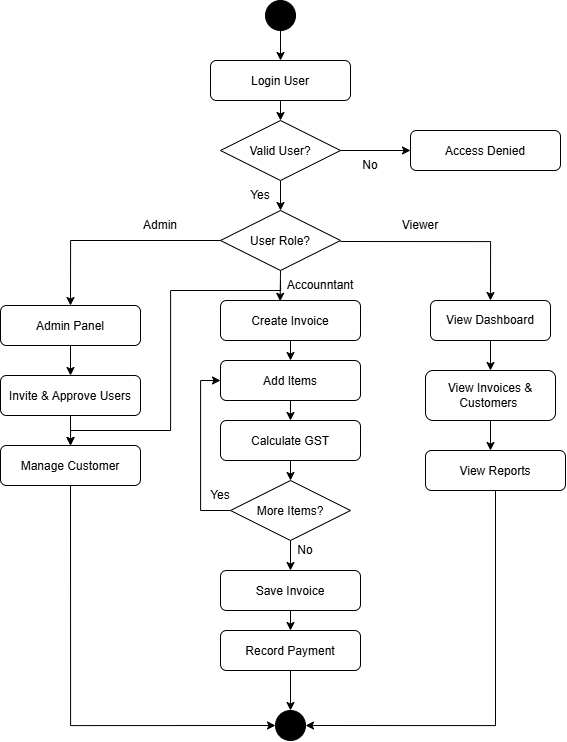 Login User
Valid User?
Access Denied
No
Yes
Admin
User Role?
Viewer
Accounntant
Admin Panel
Create Invoice
View Dashboard
Invite & Approve Users
Add Items
View Invoices &
Customers
Manage Customer
Calculate GST
View Reports
Yes
More Items?
No
Save Invoice
Record Payment